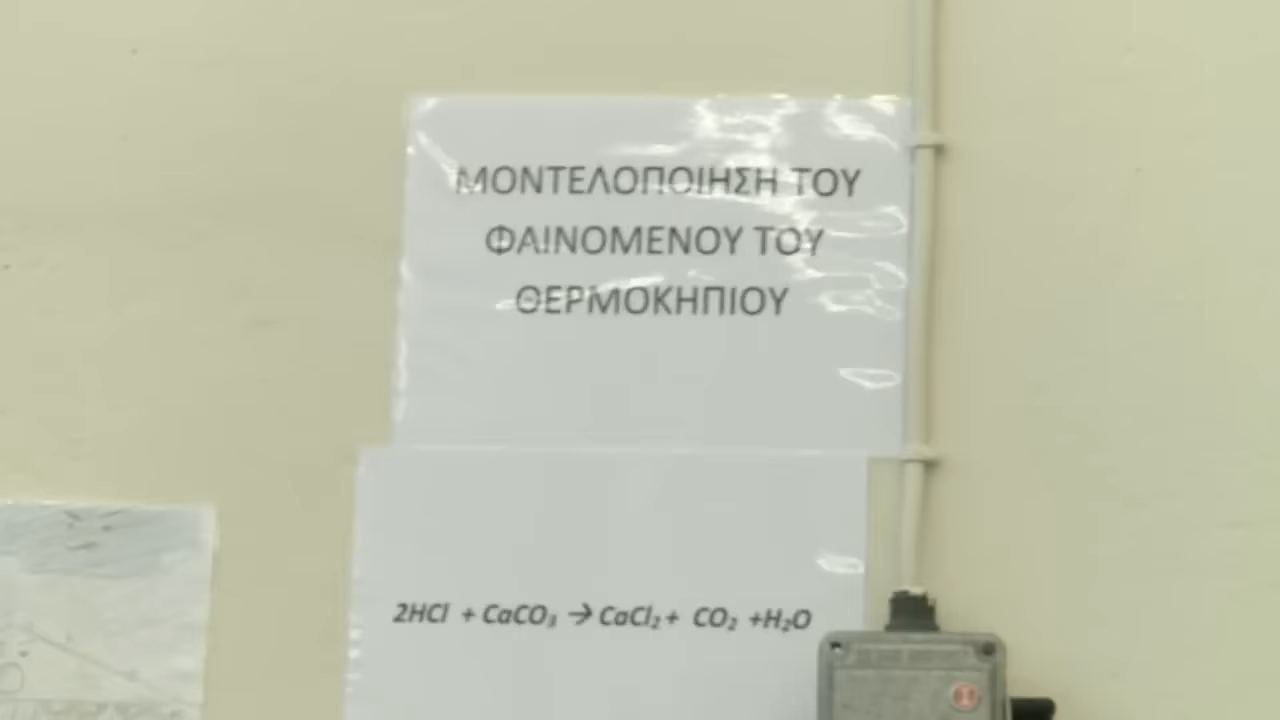 ΜΟΝΤΕΛΟΠΟΙΗΣΗ ΤΟΥ
ΦΑΙΝΟΜΕΝΟΥ ΤΟΥ
ΘΕΡΜΟΚΗΠΙΟΥ
2HCl + CaCO₃ → CaCl₂ + CO₂ +H₂O